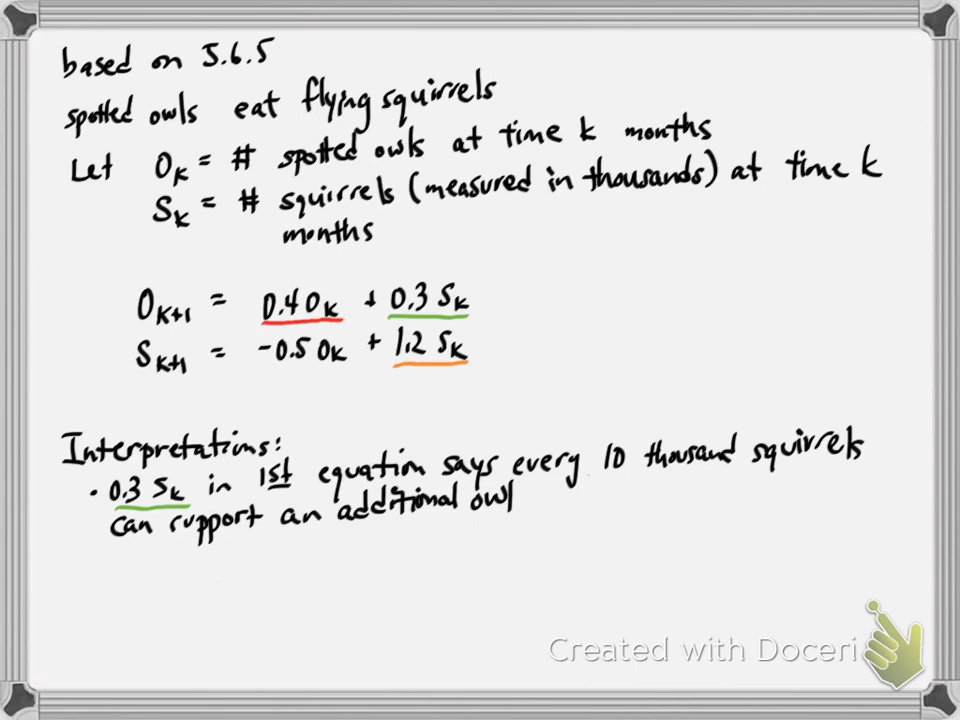 based on 5.6.5
spotted owls eat flying squirrels
Let O_K = # spotted owls at time k months
S_K = # squirrels (measured in thousands) at time k
months
O_{K+1} = 0.4 O_K + 0.3 S_K
S_{K+1} = -0.5 O_K + 1.2 S_K
Interpretations:
• 0.3 S_K in 1st equation says every 10 thousand squirrels
can support an additional owl
Created with Doceri